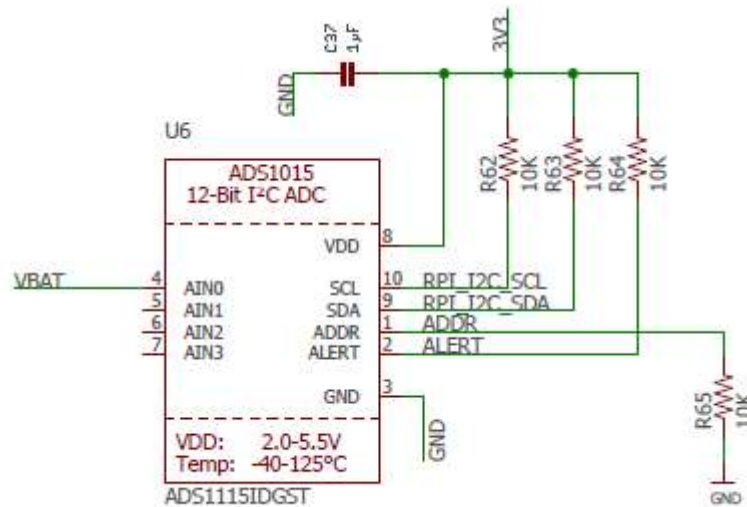 C37
1µF
3V3
GND
U6
ADS1015
12-Bit I²C ADC
R62
10K
R63
10K
R64
10K
VDD
8
VBAT
4
AIN0
SCL
10
RPI_I2C_SCL
5
AIN1
SDA
9
RPI_I2C_SDA
6
AIN2
ADDR
1
ADDR
7
AIN3
ALERT
2
ALERT
GND
3
GND
R65
10K
VDD: 2.0-5.5V
Temp: -40-125°C
GND
ADS1115IDGST